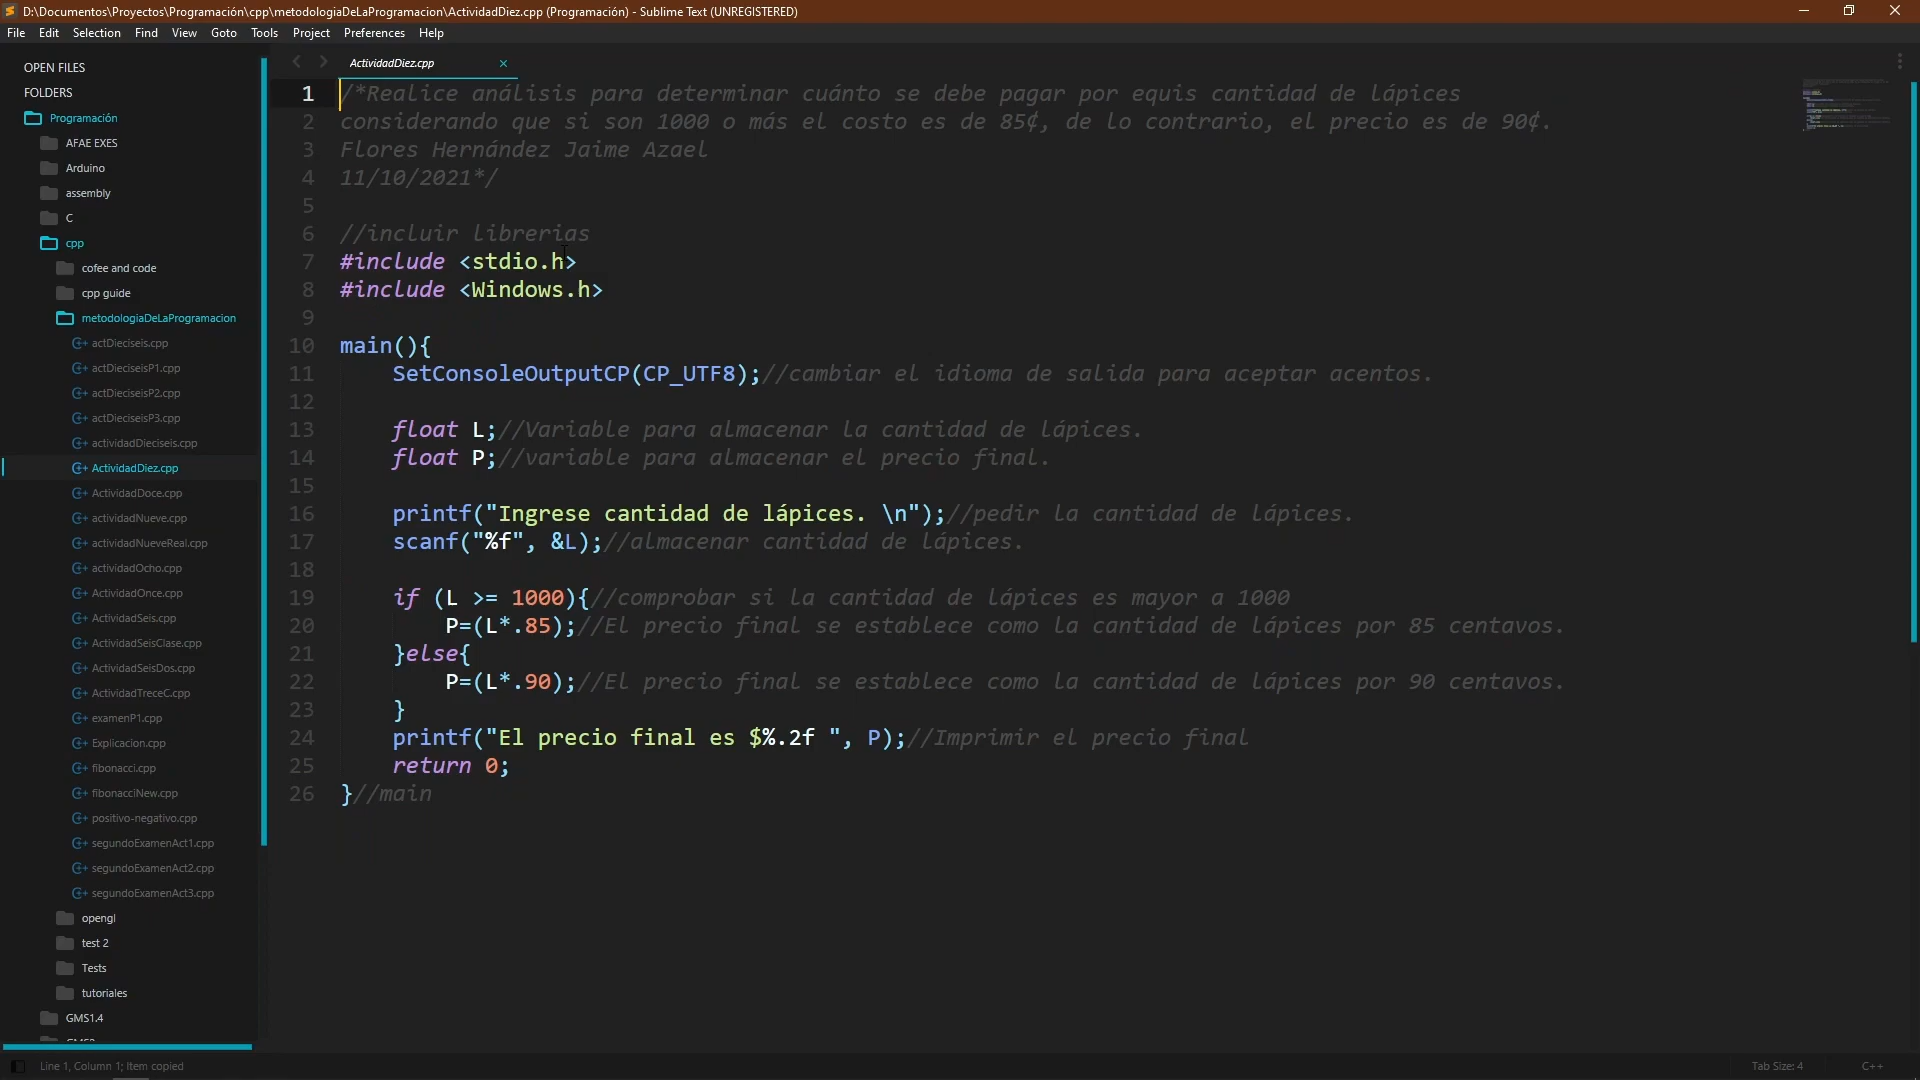 D:\Documentos\Proyectos\Programación\cpp\metodologiaDeLaProgramacion\ActividadDiez.cpp (Programación) - Sublime Text (UNREGISTERED)
File Edit Selection Find View Goto Tools Project Preferences Help
OPEN FILES
FOLDERS
Programación
AFAE EXES
Arduino
assembly
C
cpp
cofee and code
cpp guide
metodologiaDeLaProgramacion
actDieciseis.cpp
actDieciseisP1.cpp
actDieciseisP2.cpp
actDieciseisP3.cpp
actividadDieciseis.cpp
ActividadDiez.cpp
ActividadDoce.cpp
actividadNueve.cpp
actividadNueveReal.cpp
actividadOcho.cpp
ActividadOnce.cpp
ActividadSeis.cpp
ActividadSeisClase.cpp
ActividadSeisDos.cpp
ActividadTreceC.cpp
examenP1.cpp
Explicacion.cpp
fibonacci.cpp
fibonacciNew.cpp
positivo-negativo.cpp
segundoExamenAct1.cpp
segundoExamenAct2.cpp
segundoExamenAct3.cpp
opengl
test 2
Tests
tutoriales
GMS1.4
ActividadDiez.cpp
1 /*Realice análisis para determinar cuánto se debe pagar por equis cantidad de lápices
2 considerando que si son 1000 o más el costo es de 85¢, de lo contrario, el precio es de 90¢.
3 Flores Hernández Jaime Azael
4 11/10/2021*/
5
6 //incluir librerias
7 #include <stdio.h>
8 #include <Windows.h>
9
10 main(){
11 SetConsoleOutputCP(CP_UTF8);//cambiar el idioma de salida para aceptar acentos.
12
13 float L;//Variable para almacenar la cantidad de lápices.
14 float P;//variable para almacenar el precio final.
15
16 printf("Ingrese cantidad de lápices. \n");//pedir la cantidad de lápices.
17 scanf("%f", &L);//almacenar cantidad de lápices.
18
19 if (L >= 1000){//comprobar si la cantidad de lápices es mayor a 1000
20 P=(L*.85);//El precio final se establece como la cantidad de lápices por 85 centavos.
21 }else{
22 P=(L*.90);//El precio final se establece como la cantidad de lápices por 90 centavos.
23 }
24 printf("El precio final es $%.2f ", P);//Imprimir el precio final
25 return 0;
26 }//main
Line 1, Column 1; Item copied
Tab Size: 4
C++